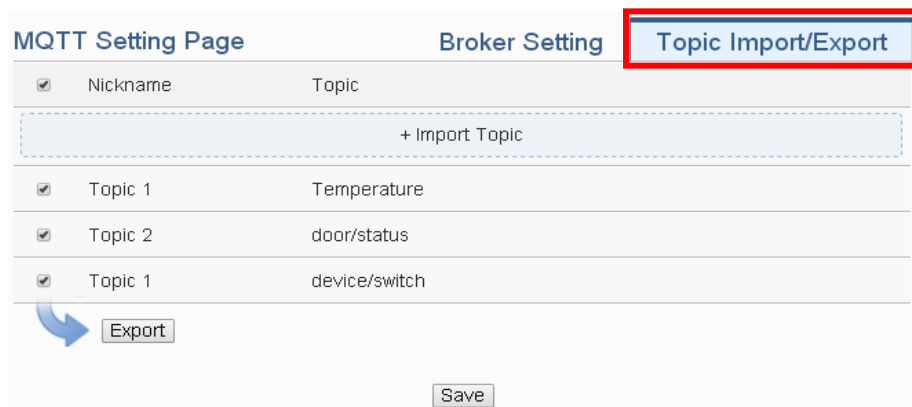 MQTT Setting Page Broker Setting Topic Import/Export
Nickname Topic
+ Import Topic
Topic 1 Temperature
Topic 2 door/status
Topic 1 device/switch
Export
Save